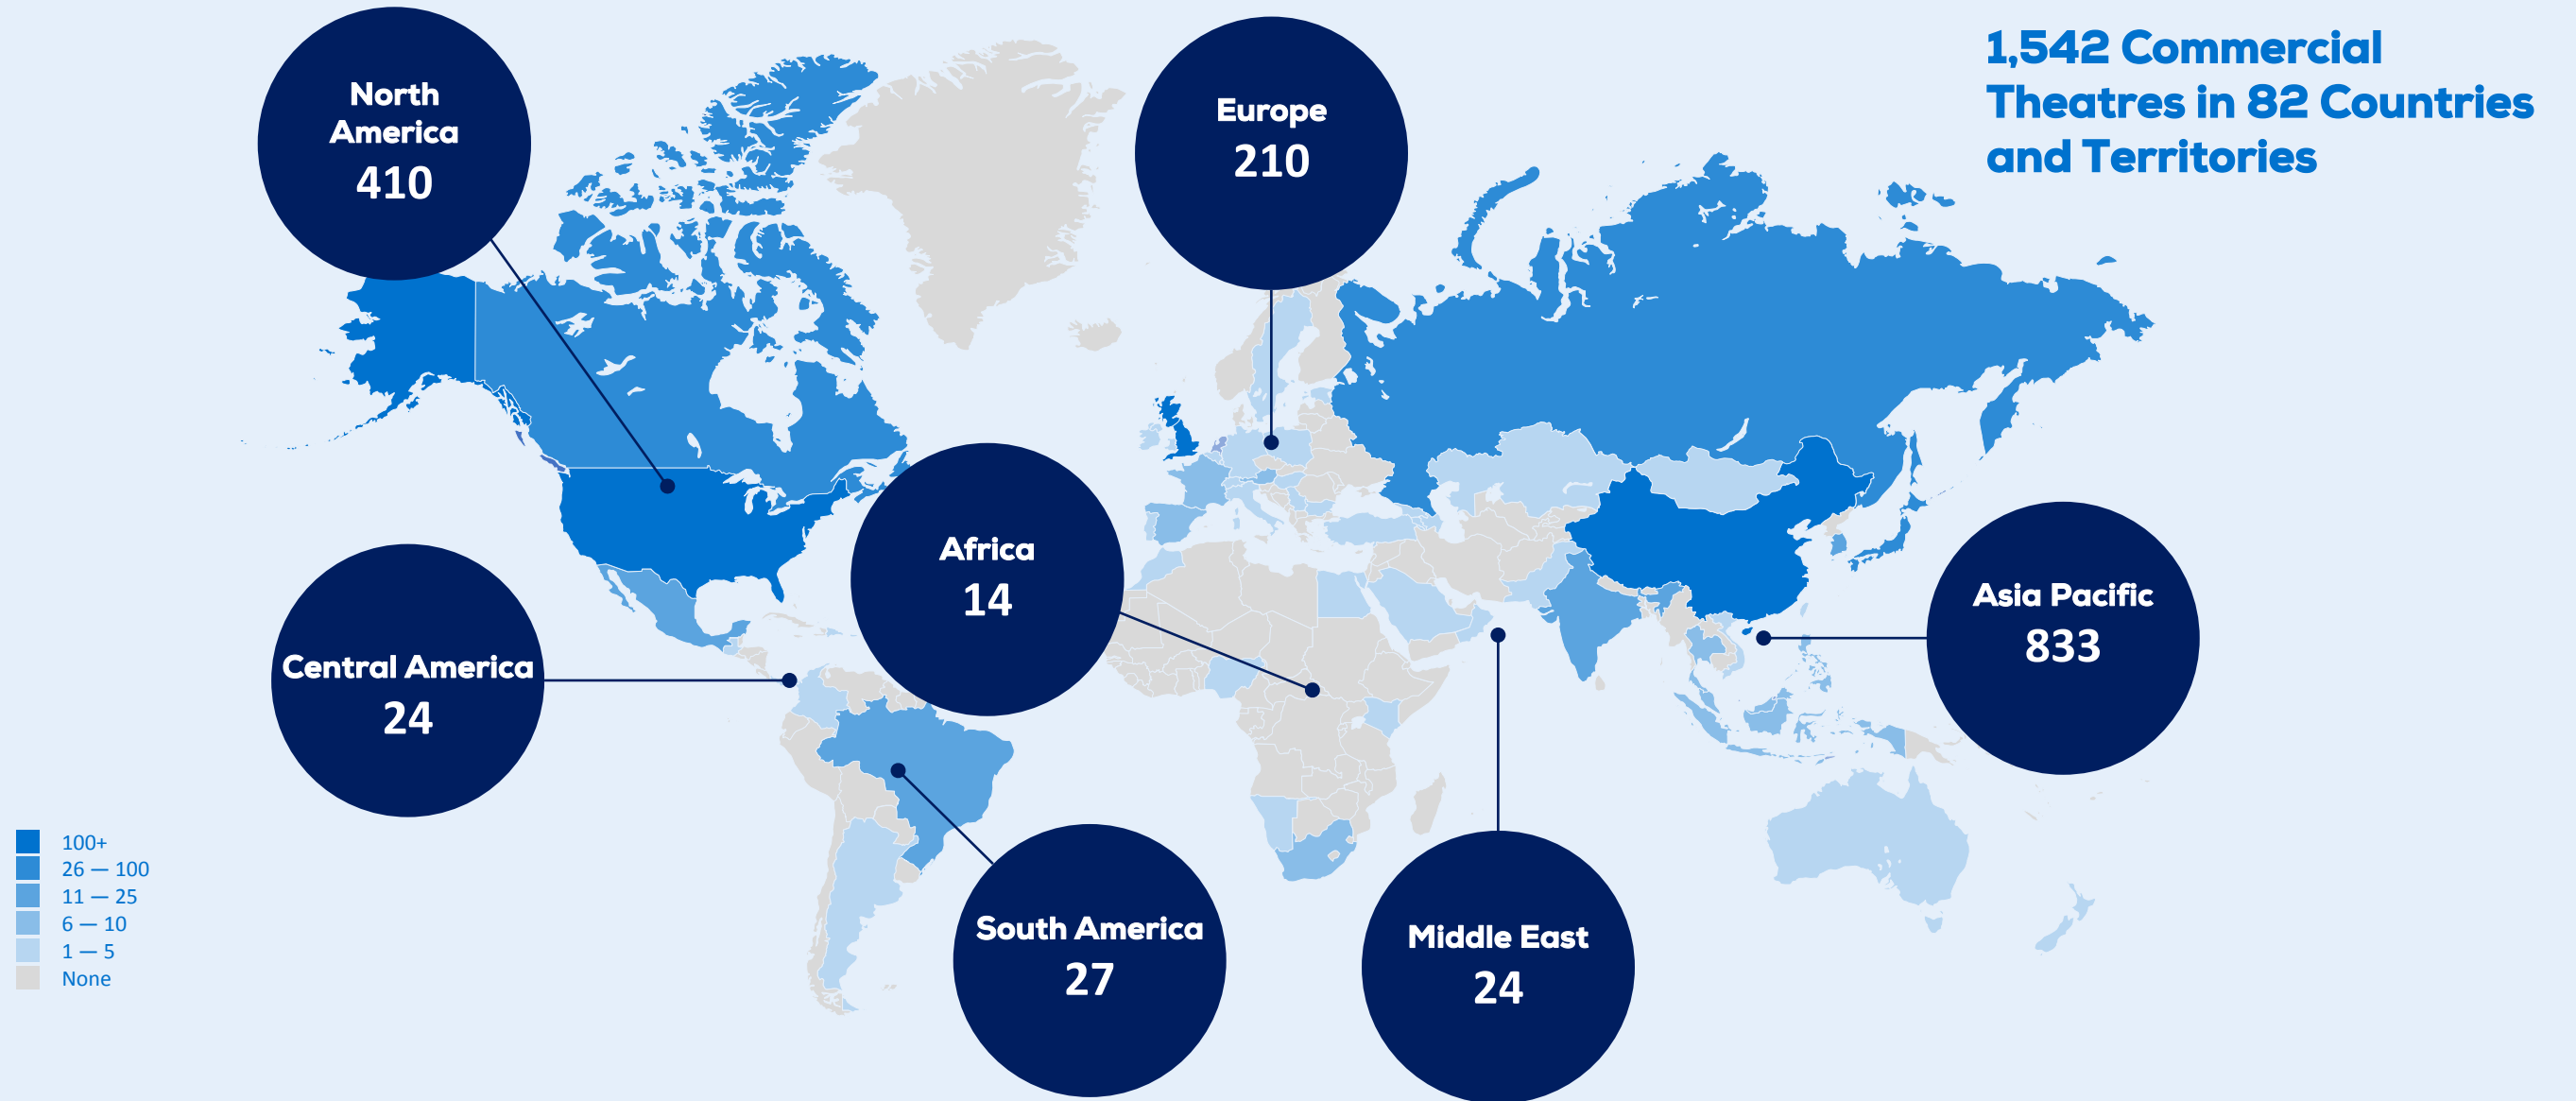 1,542 Commercial
Theatres in 82 Countries
and Territories
North
America
410
Europe
210
Africa
14
Asia Pacific
833
Central America
24
South America
27
Middle East
24
100+
26 — 100
11 — 25
6 — 10
1 — 5
None